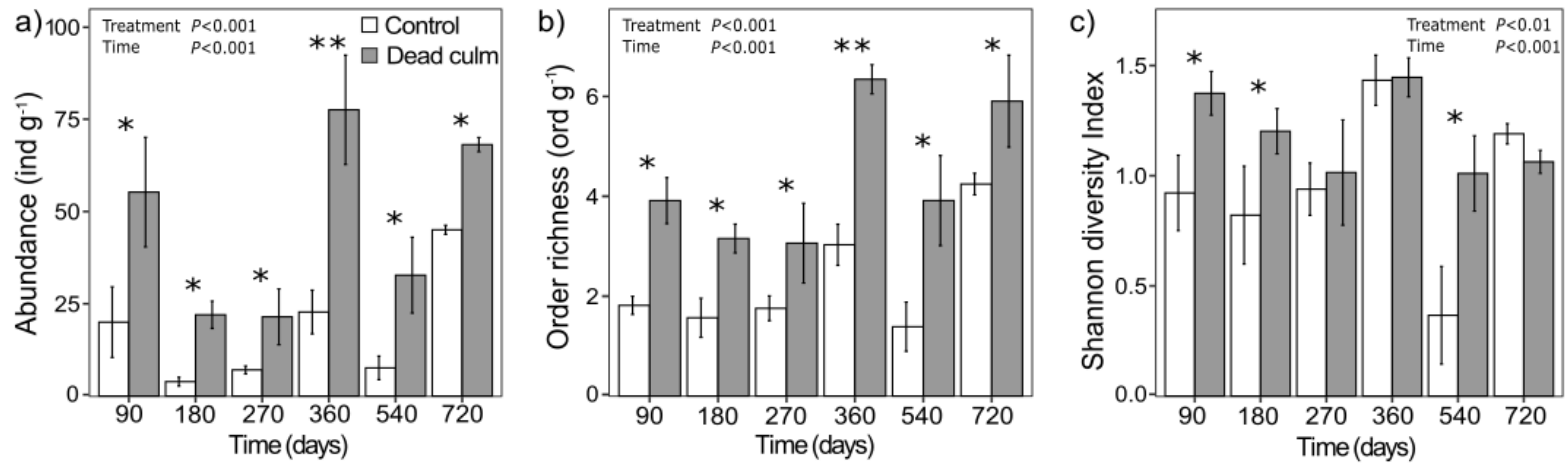 a)
Abundance (ind g⁻¹)
100
75
50
25
0
Treatment P<0.001
Time P<0.001
Control
Dead culm
*
*
*
**
*
*
90 180 270 360 540 720
Time (days)
b)
Order richness (ord g⁻¹)
6
4
2
0
Treatment P<0.001
Time P<0.001
*
*
*
**
*
*
90 180 270 360 540 720
Time (days)
c)
Shannon diversity Index
1.5
1.0
0.5
0.0
Treatment P<0.01
Time P<0.001
*
*
*
90 180 270 360 540 720
Time (days)